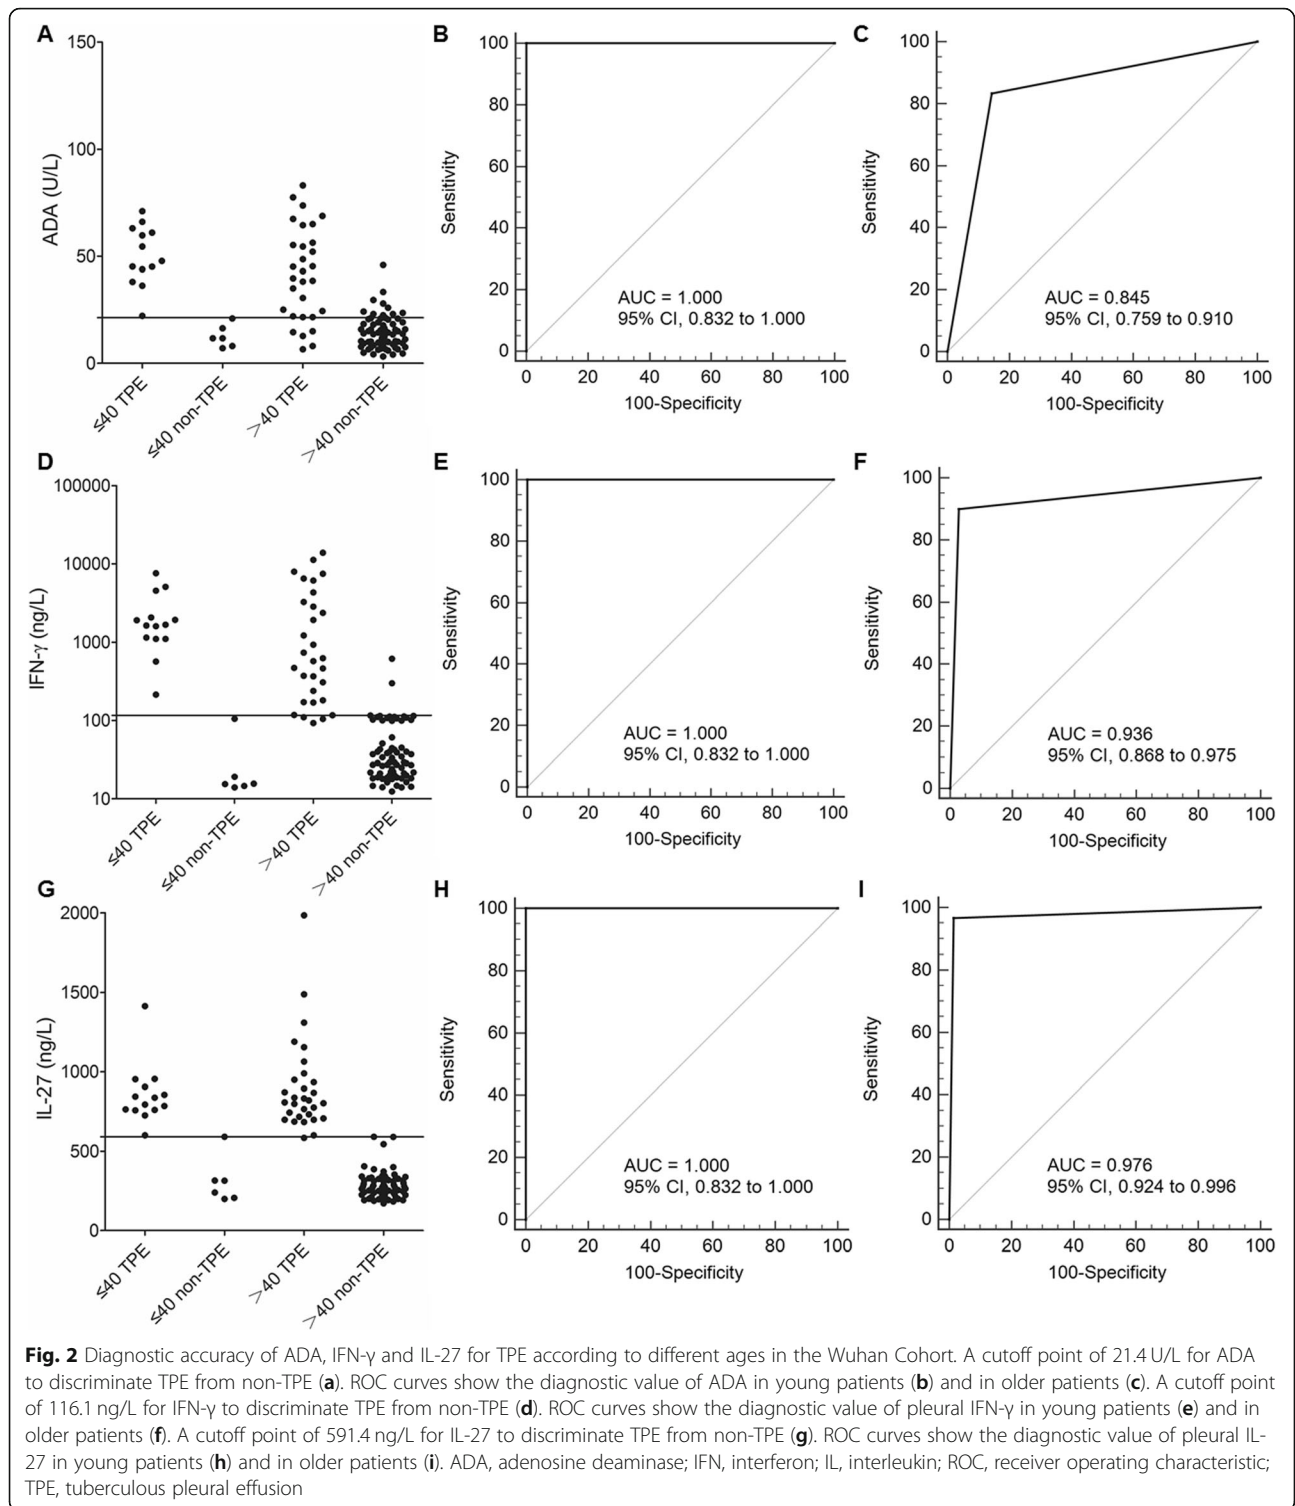 A
150
100
50
0
ADA (U/L)
≤40 TPE
≤40 non-TPE
>40 TPE
>40 non-TPE
B
100
80
60
40
20
0
Sensitivity
AUC = 1.000
95% CI, 0.832 to 1.000
0 20 40 60 80 100
100-Specificity
C
100
80
60
40
20
0
Sensitivity
AUC = 0.845
95% CI, 0.759 to 0.910
0 20 40 60 80 100
100-Specificity
D
100000
10000
1000
100
10
IFN-γ (ng/L)
≤40 TPE
≤40 non-TPE
>40 TPE
>40 non-TPE
E
100
80
60
40
20
0
Sensitivity
AUC = 1.000
95% CI, 0.832 to 1.000
0 20 40 60 80 100
100-Specificity
F
100
80
60
40
20
0
Sensitivity
AUC = 0.936
95% CI, 0.868 to 0.975
0 20 40 60 80 100
100-Specificity
G
2000
1500
1000
500
0
IL-27 (ng/L)
≤40 TPE
≤40 non-TPE
>40 TPE
>40 non-TPE
H
100
80
60
40
20
0
Sensitivity
AUC = 1.000
95% CI, 0.832 to 1.000
0 20 40 60 80 100
100-Specificity
I
100
80
60
40
20
0
Sensitivity
AUC = 0.976
95% CI, 0.924 to 0.996
0 20 40 60 80 100
100-Specificity
Fig. 2 Diagnostic accuracy of ADA, IFN-γ and IL-27 for TPE according to different ages in the Wuhan Cohort. A cutoff point of 21.4 U/L for ADA
to discriminate TPE from non-TPE (a). ROC curves show the diagnostic value of ADA in young patients (b) and in older patients (c). A cutoff point
of 116.1 ng/L for IFN-γ to discriminate TPE from non-TPE (d). ROC curves show the diagnostic value of pleural IFN-γ in young patients (e) and in
older patients (f). A cutoff point of 591.4 ng/L for IL-27 to discriminate TPE from non-TPE (g). ROC curves show the diagnostic value of pleural IL-
27 in young patients (h) and in older patients (i). ADA, adenosine deaminase; IFN, interferon; IL, interleukin; ROC, receiver operating characteristic;
TPE, tuberculous pleural effusion